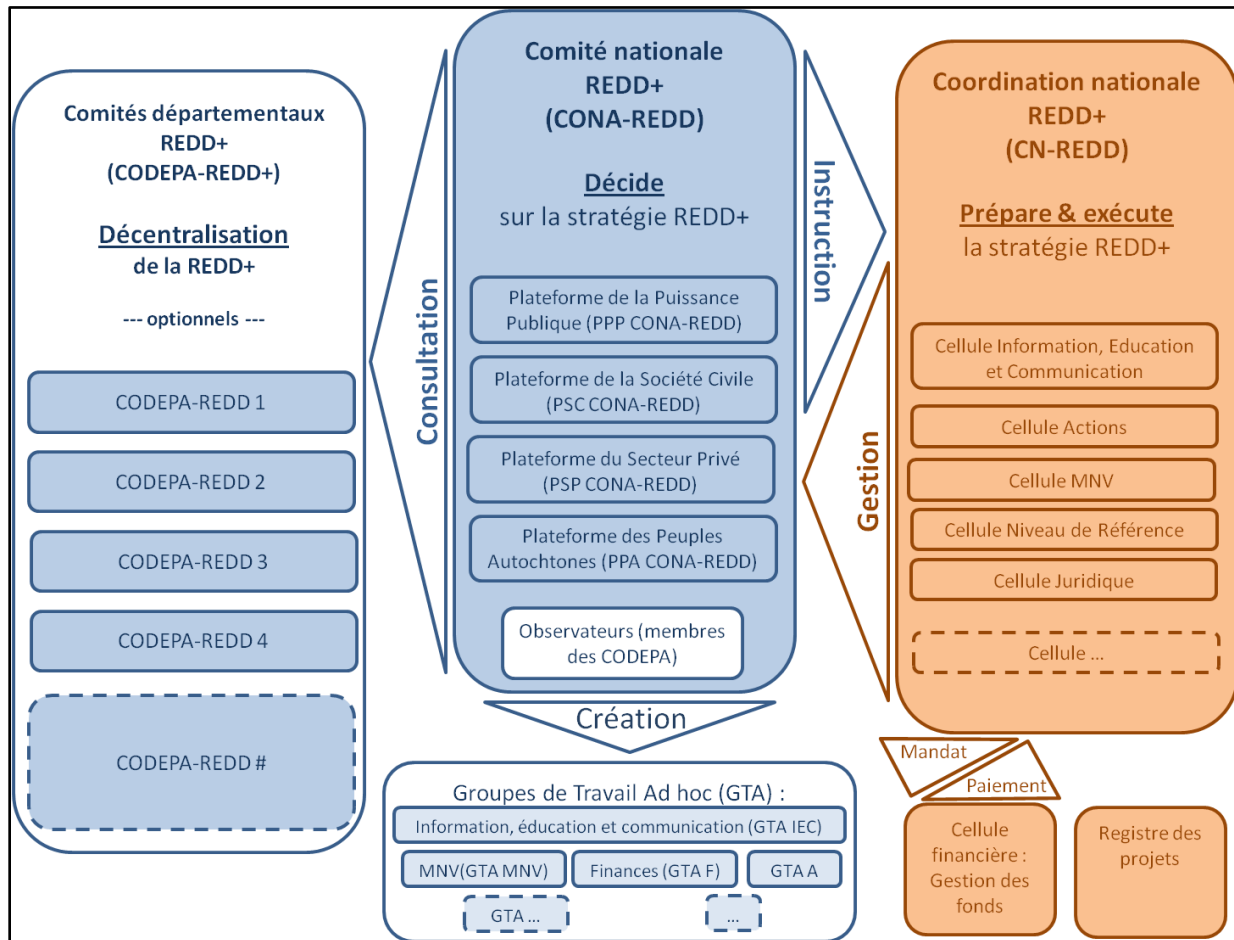 Comités départementaux
REDD+
(CODEPA-REDD+)
Décentralisation
de la REDD+
--- optionnels ---
CODEPA-REDD 1
CODEPA-REDD 2
CODEPA-REDD 3
CODEPA-REDD 4
CODEPA-REDD #
Consultation
Comité nationale
REDD+
(CONA-REDD)
Décide
sur la stratégie REDD+
Plateforme de la Puissance
Publique (PPP CONA-REDD)
Plateforme de la Société Civile
(PSC CONA-REDD)
Plateforme du Secteur Privé
(PSP CONA-REDD)
Plateforme des Peuples
Autochtones (PPA CONA-REDD)
Observateurs (membres
des CODEPA)
Instruction
Gestion
Coordination nationale
REDD+
(CN-REDD)
Prépare & exécute
la stratégie REDD+
Cellule Information, Education
et Communication
Cellule Actions
Cellule MNV
Cellule Niveau de Référence
Cellule Juridique
Cellule ...
Création
Groupes de Travail Ad hoc (GTA) :
Information, éducation et communication (GTA IEC)
MNV(GTA MNV)
Finances (GTA F)
GTA A
GTA ...
...
Mandat
Paiement
Cellule
financière :
Gestion des
fonds
Registre des
projets